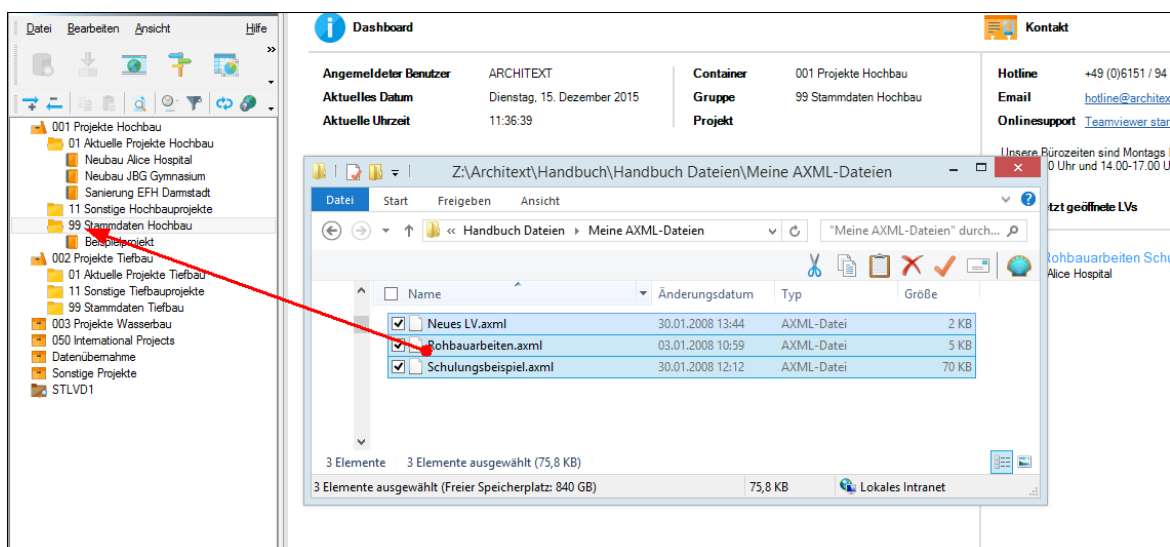 Datei Bearbeiten Ansicht Hilfe
»
001 Projekte Hochbau
01 Aktuelle Projekte Hochbau
Neubau Alice Hospital
Neubau JBG Gymnasium
Sanierung EFH Darmstadt
11 Sonstige Hochbauprojekte
99 Stammdaten Hochbau
Beispielprojekt
002 Projekte Tiefbau
01 Aktuelle Projekte Tiefbau
11 Sonstige Tiefbauprojekte
99 Stammdaten Tiefbau
003 Projekte Wasserbau
050 International Projects
Datenübernahme
Sonstige Projekte
STLVD1
Dashboard
Angemeldeter Benutzer ARCHITEXT Container 001 Projekte Hochbau
Aktuelles Datum Dienstag, 15. Dezember 2015 Gruppe 99 Stammdaten Hochbau
Aktuelle Uhrzeit 11:36:39 Projekt
Kontakt
Hotline +49 (0)6151 / 94
Email hotline@architex
Onlinesupport Teamviewer star
Unsere Bürozeiten sind Montags
0 Uhr und 14.00-17.00 U
tzt geöffnete LVs
Rohbauarbeiten Schu
Alice Hospital
Z:\Architext\Handbuch\Handbuch Dateien\Meine AXML-Dateien
Datei Start Freigeben Ansicht
« Handbuch Dateien Meine AXML-Dateien "Meine AXML-Dateien" durch...
Name Änderungsdatum Typ Größe
Neues LV.axml 30.01.2008 13:44 AXML-Datei 2 KB
Rohbauarbeiten.axml 03.01.2008 10:59 AXML-Datei 5 KB
Schulungsbeispiel.axml 30.01.2008 12:12 AXML-Datei 70 KB
3 Elemente 3 Elemente ausgewählt (75,8 KB)
3 Elemente ausgewählt (Freier Speicherplatz: 840 GB) 75,8 KB Lokales Intranet